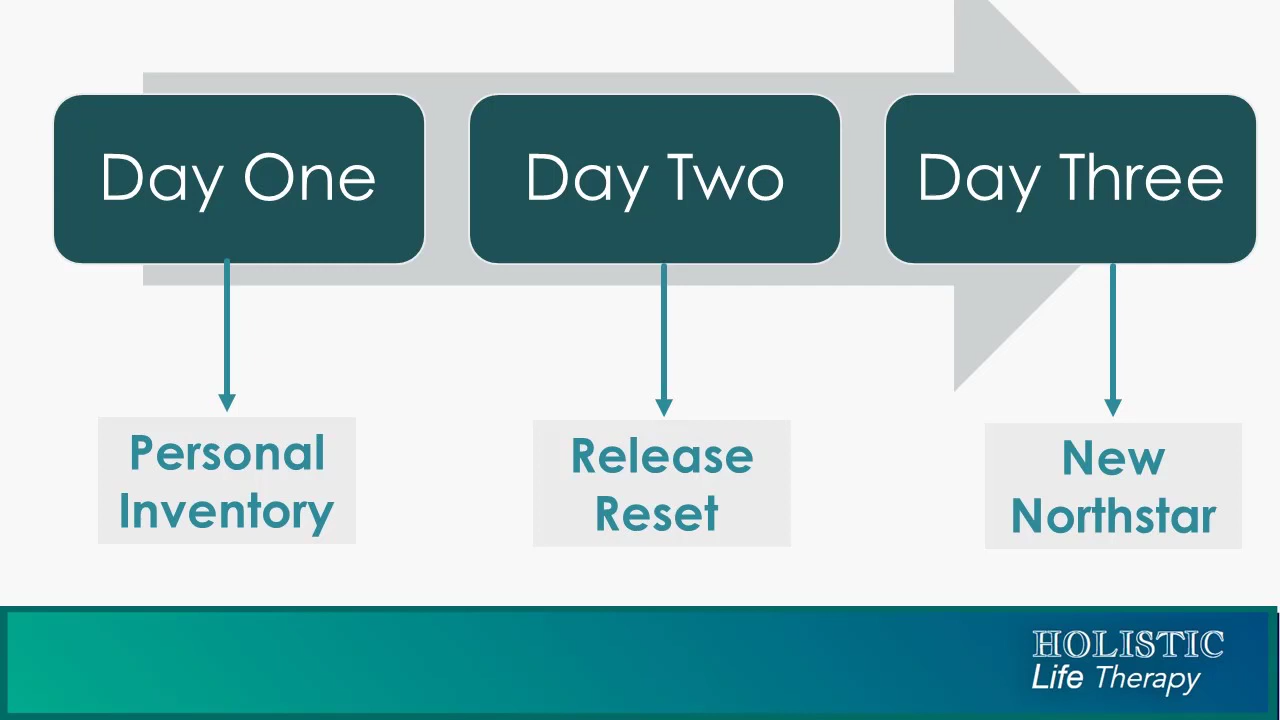 Day One
Day Two
Day Three
Personal
Inventory
Release
Reset
New
Northstar
HOLISTIC
Life Therapy